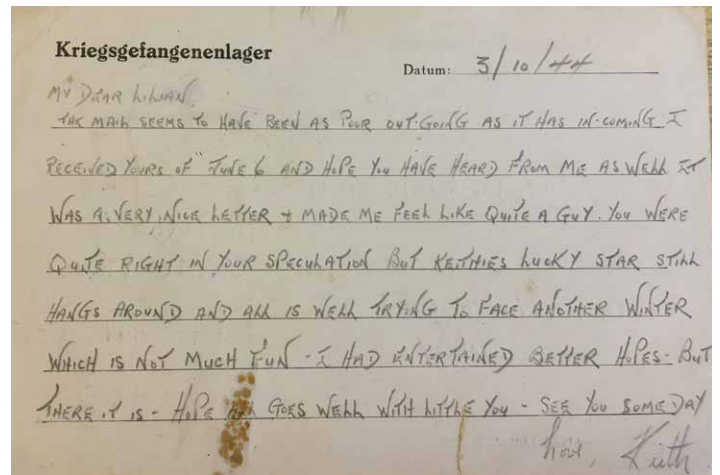 Kriegsgefangenenlager
Datum: 3/10/44
MY DEAR LILIAN
THE MAIL SEEMS TO HAVE BEEN AS POOR OUT-GOING AS IT HAS IN-COMING I
RECEIVED YOURS OF JUNE 6 AND HOPE YOU HAVE HEARD FROM ME AS WELL IT
WAS A VERY NICE LETTER + MADE ME FEEL LIKE QUITE A GUY. YOU WERE
QUITE RIGHT IN YOUR SPECULATION BUT KEITHIES LUCKY STAR STILL
HANGS AROUND AND ALL IS WELL TRYING TO FACE ANOTHER WINTER
WHICH IS NOT MUCH FUN - I HAD ENTERTAINED BETTER HOPES - BUT
THERE IT IS - HOPE ALL GOES WELL WITH LITTLE YOU - SEE YOU SOME DAY
Love, Keith